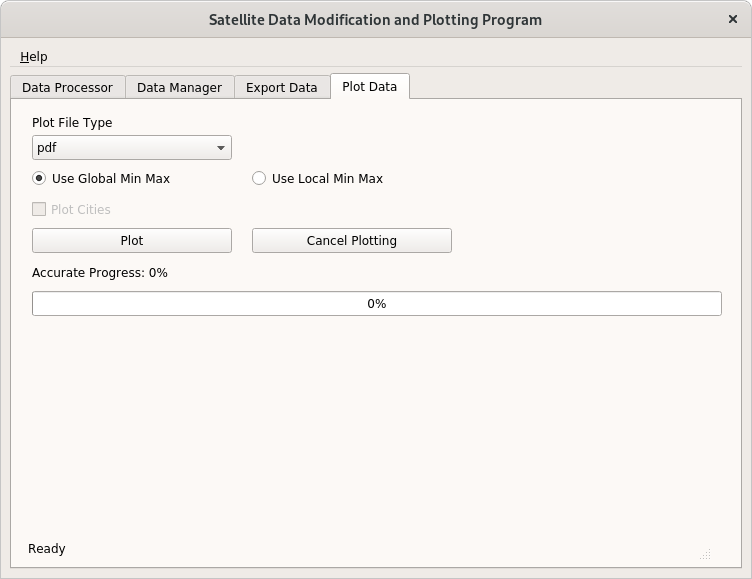 Satellite Data Modification and Plotting Program
Help
Data Processor Data Manager Export Data Plot Data
Plot File Type
pdf
Use Global Min Max Use Local Min Max
Plot Cities
Plot Cancel Plotting
Accurate Progress: 0%
0%
Ready